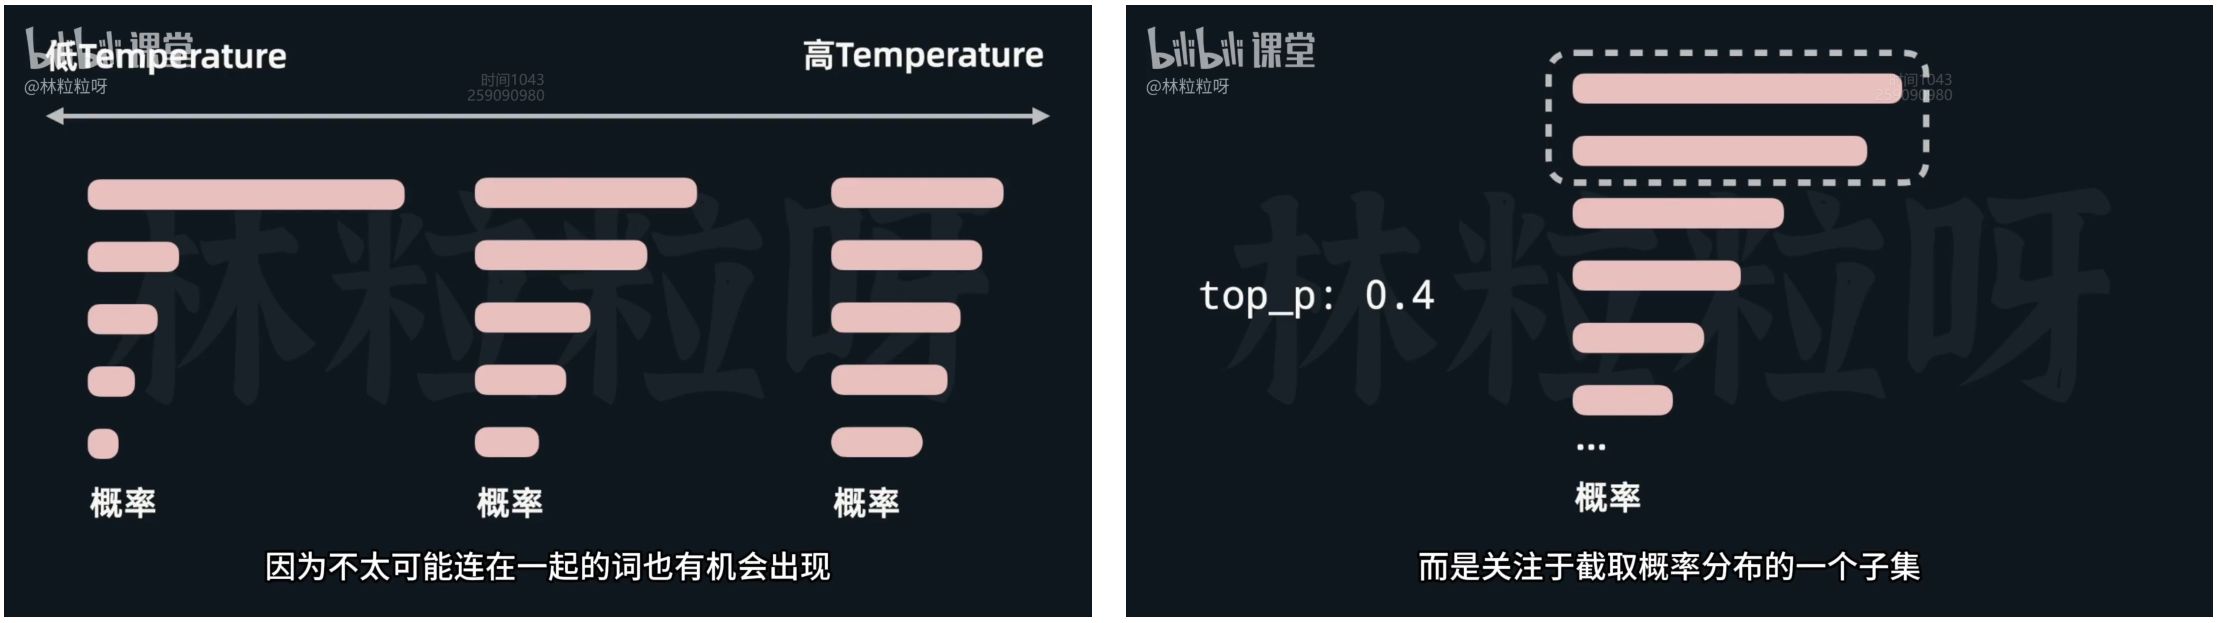 bilibili课堂
@林粒粒呀
低Temperature
高Temperature
时间1043
259090980
林粒粒呀
概率
概率
概率
因为不太可能连在一起的词也有机会出现
bilibili课堂
@林粒粒呀
时间1043
259090980
林粒粒呀
top_p: 0.4
...
概率
而是关注于截取概率分布的一个子集